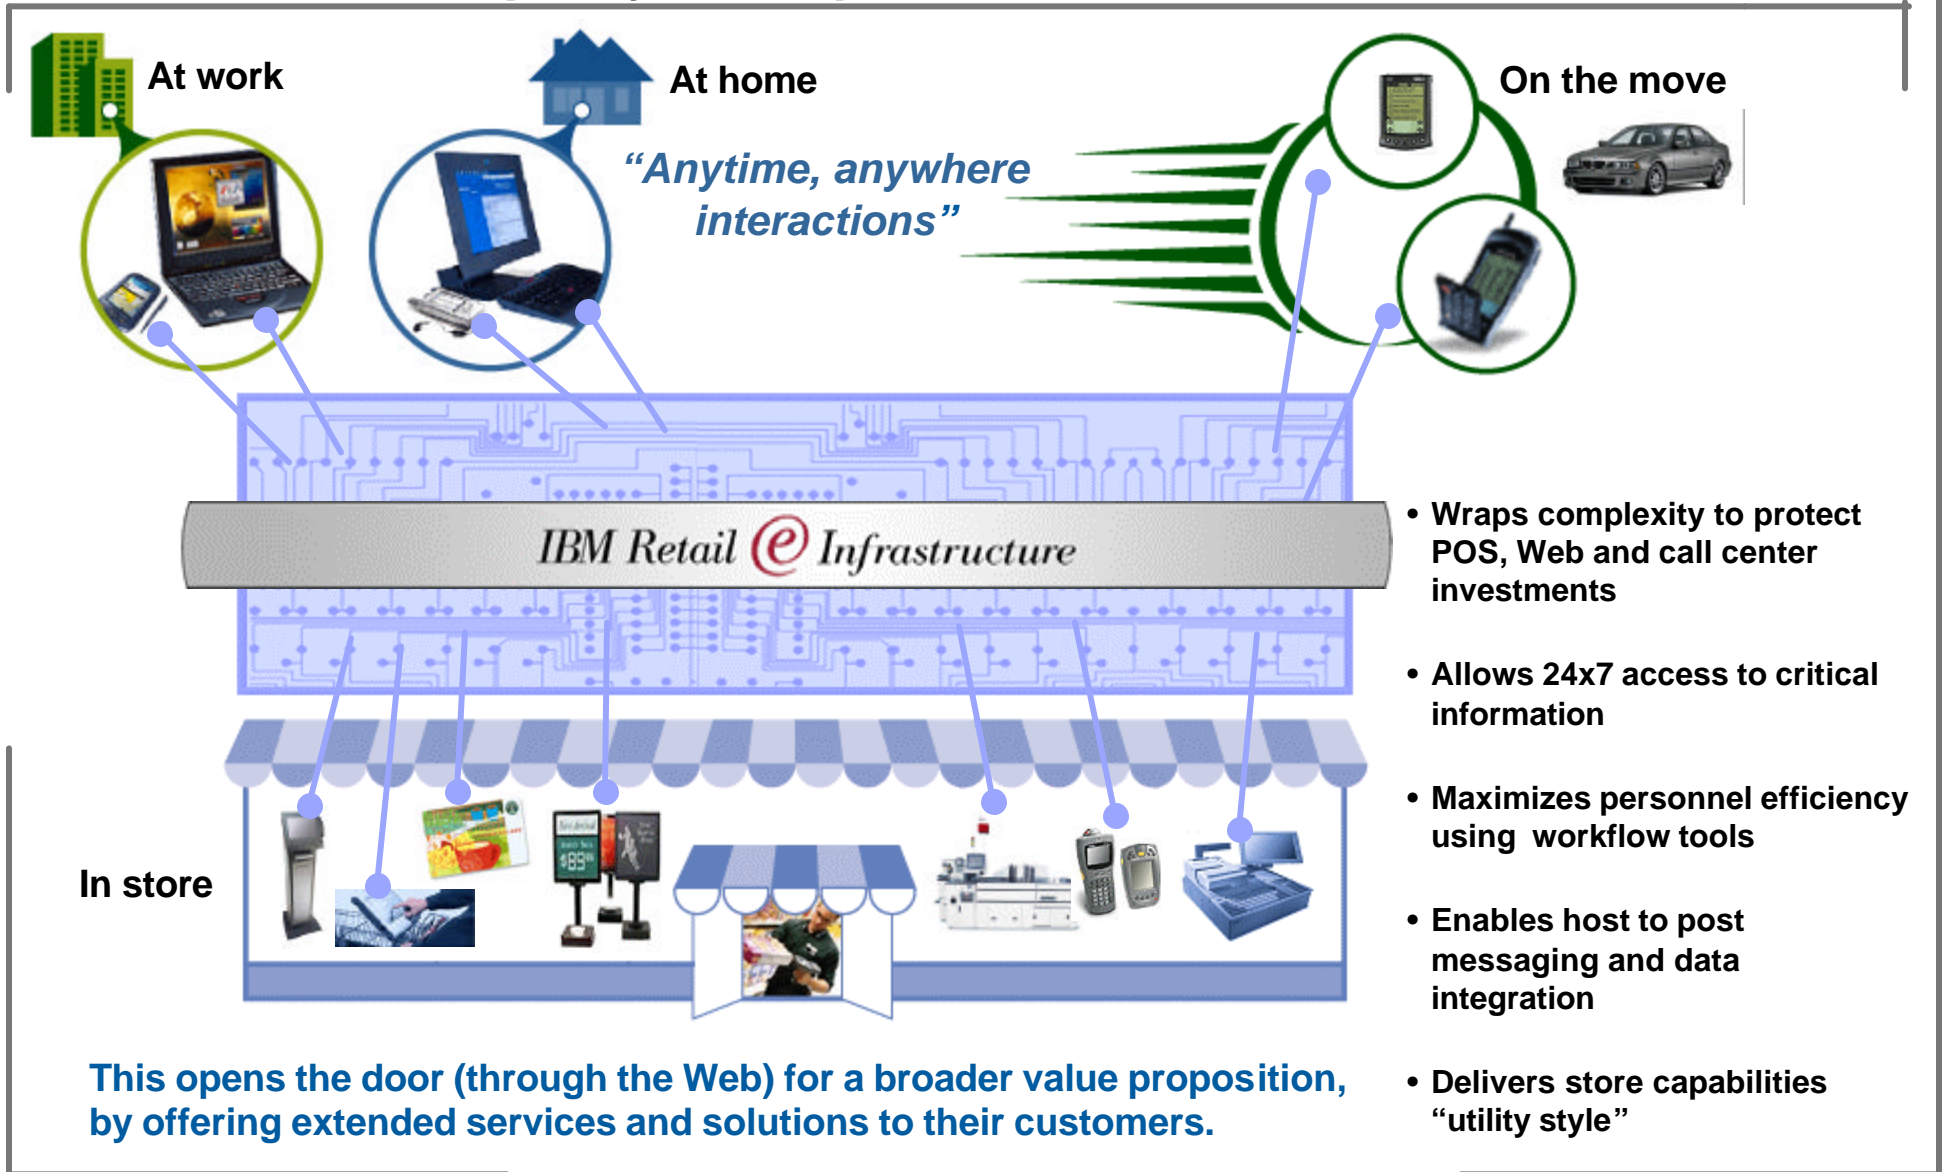 At work
At home
On the move
“Anytime, anywhere
interactions”
IBM Retail e Infrastructure
• Wraps complexity to protect
POS, Web and call center
investments
• Allows 24x7 access to critical
information
• Maximizes personnel efficiency
using workflow tools
• Enables host to post
messaging and data
integration
• Delivers store capabilities
“utility style”
In store
$89
This opens the door (through the Web) for a broader value proposition,
by offering extended services and solutions to their customers.